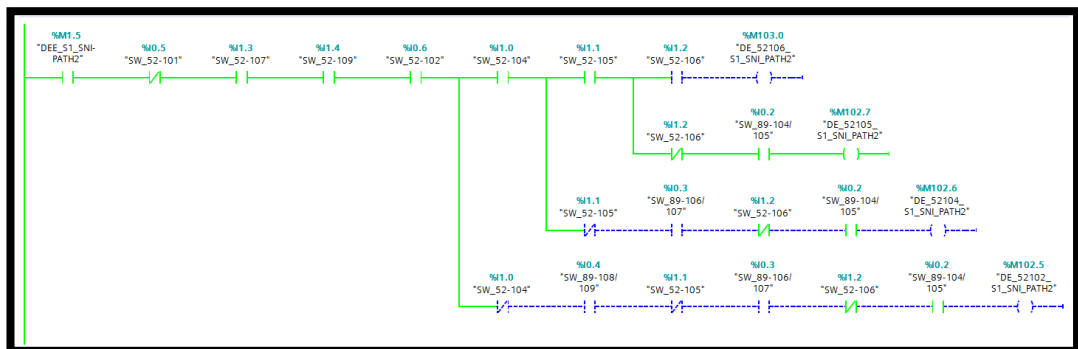 %M1.5
"DEE_S1_SNI-
PATH2"
%I0.5
"SW_52-101"
%I1.3
"SW_52-107"
%I1.4
"SW_52-109"
%I0.6
"SW_52-102"
%I1.0
"SW_52-104"
%I1.1
"SW_52-105"
%I1.2
"SW_52-106"
%M103.0
"DE_52106_
S1_SNI_PATH2"
%I1.2
"SW_52-106"
%I0.2
"SW_89-104/
105"
%M102.7
"DE_52105_
S1_SNI_PATH2"
%I1.1
"SW_52-105"
%I0.3
"SW_89-106/
107"
%I1.2
"SW_52-106"
%I0.2
"SW_89-104/
105"
%M102.6
"DE_52104_
S1_SNI_PATH2"
%I1.0
"SW_52-104"
%I0.4
"SW_89-108/
109"
%I1.1
"SW_52-105"
%I0.3
"SW_89-106/
107"
%I1.2
"SW_52-106"
%I0.2
"SW_89-104/
105"
%M102.5
"DE_52102_
S1_SNI_PATH2"